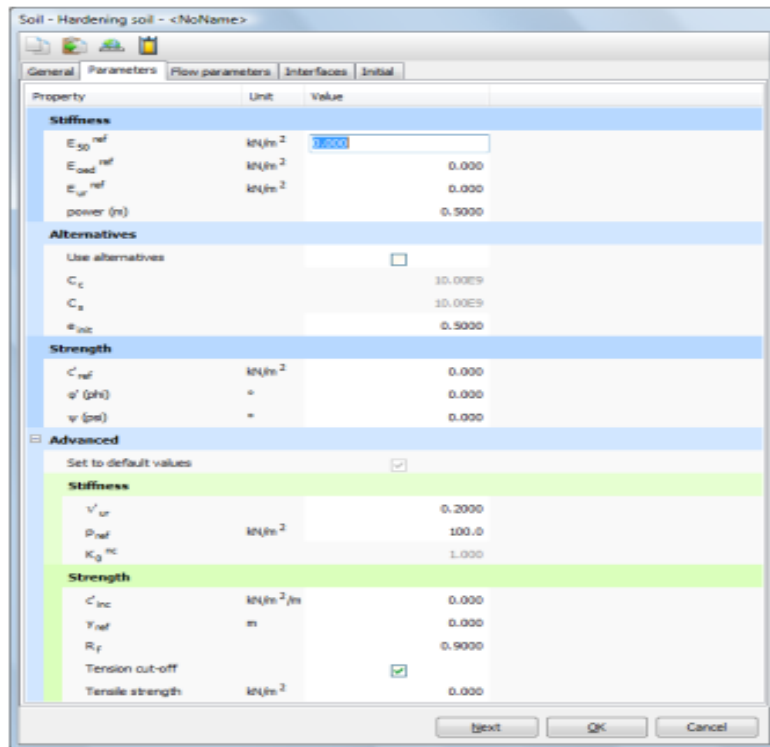 Soil - Hardening soil - <NoName>
General Parameters Flow parameters Interfaces Initial
Property Unit Value
Stiffness
E50 ref kN/m² 0.000
Eoed ref kN/m² 0.000
Eur ref kN/m² 0.000
power (m) 0.5000
Alternatives
Use alternatives
Cc 10.00E9
Cs 10.00E9
einit 0.5000
Strength
c'ref kN/m² 0.000
φ' (phi) ° 0.000
ψ (psi) ° 0.000
Advanced
Set to default values
Stiffness
ν'ur 0.2000
pref kN/m² 100.0
K0 nc 1.000
Strength
c'inc kN/m²/m 0.000
yref m 0.000
Rf 0.9000
Tension cut-off
Tensile strength kN/m² 0.000
Next OK Cancel